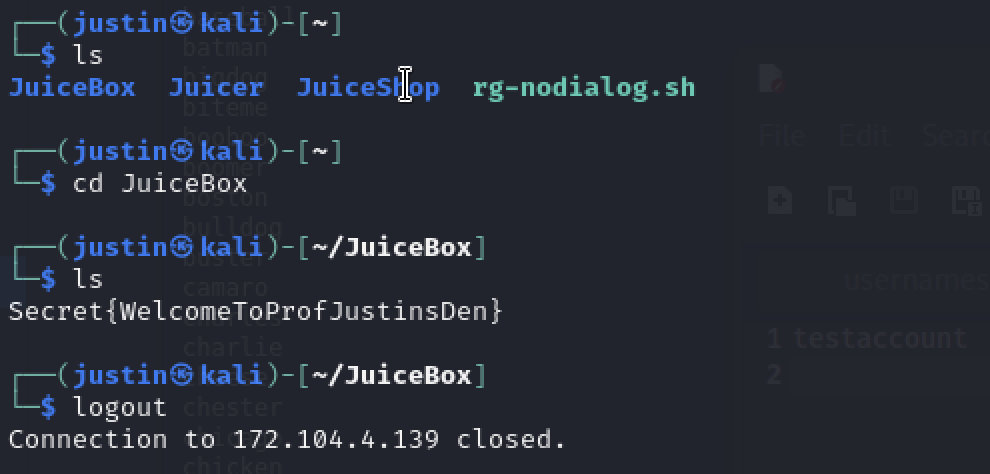 ┌──(justin㉿kali)-[~]
└─$ ls
JuiceBox  Juicer  JuiceShop  rg-nodialog.sh
┌──(justin㉿kali)-[~]
└─$ cd JuiceBox
┌──(justin㉿kali)-[~/JuiceBox]
└─$ ls
Secret{WelcomeToProfJustinsDen}
┌──(justin㉿kali)-[~/JuiceBox]
└─$ logout
Connection to 172.104.4.139 closed.
batman
biteme
boston
bulldog
camaro
charlie
chester
chicken
File Edit Search
usernames
1 testaccount
2